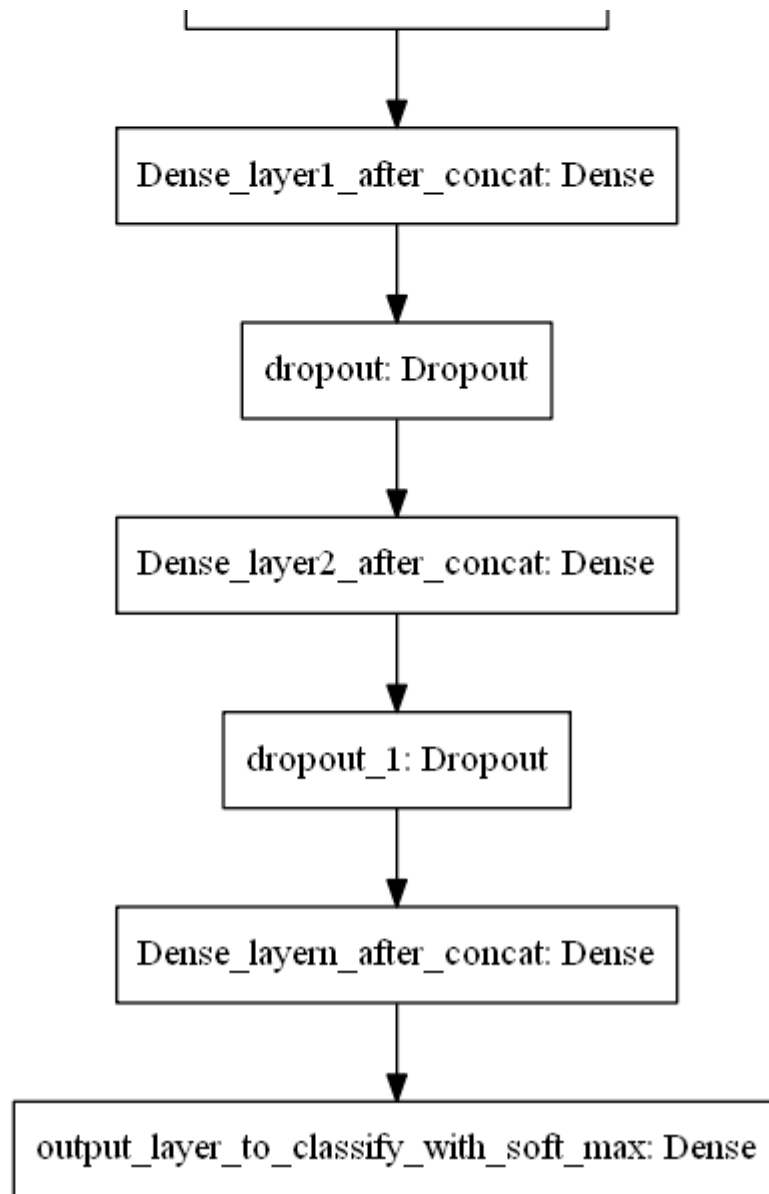 Dense_layer1_after_concat: Dense
dropout: Dropout
Dense_layer2_after_concat: Dense
dropout_1: Dropout
Dense_layern_after_concat: Dense
output_layer_to_classify_with_soft_max: Dense